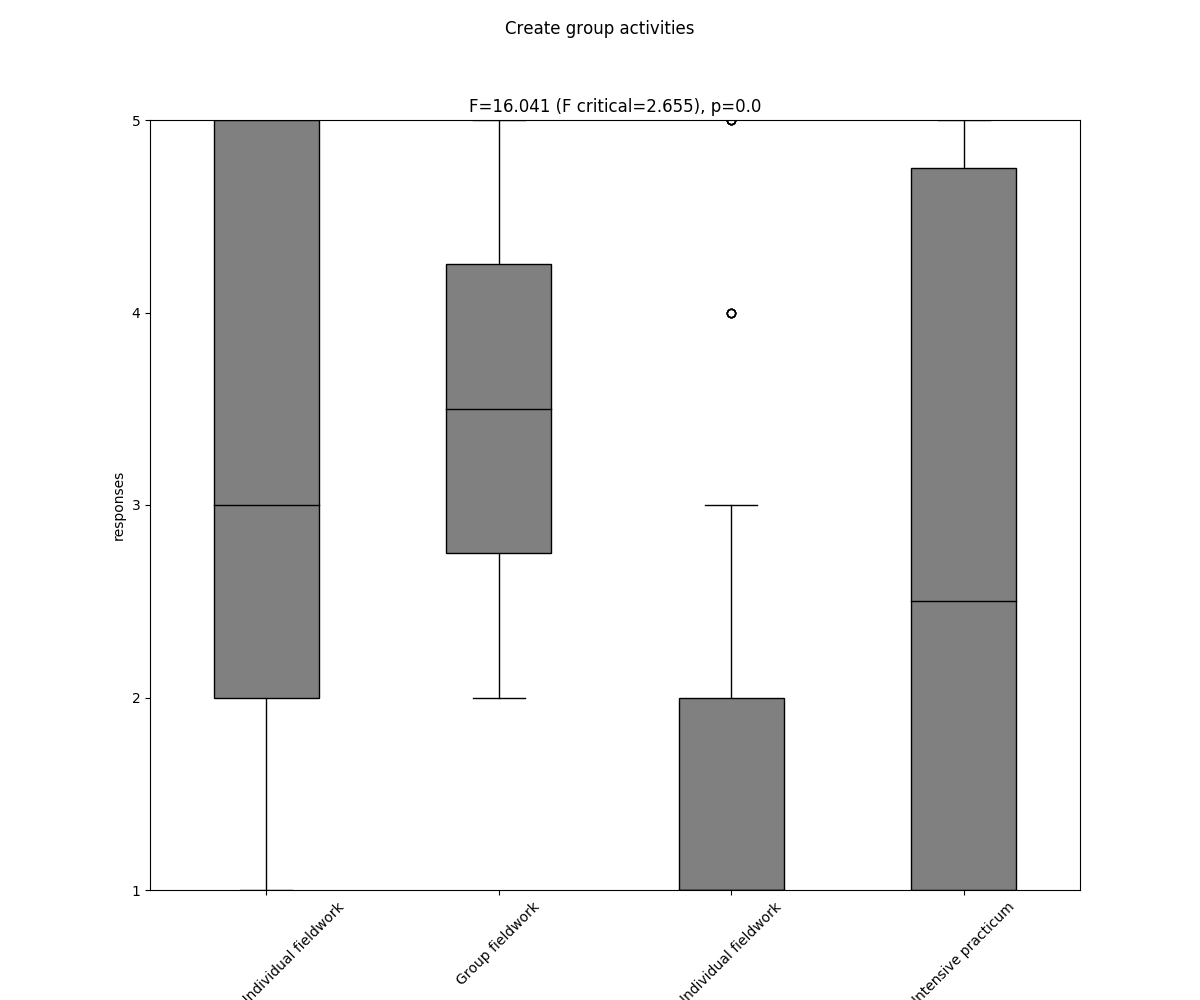 Create group activities
F=16.041 (F critical=2.655), p=0.0
5
4
3
2
1
responses
Individual fieldwork
Group fieldwork
Individual fieldwork
Intensive practicum